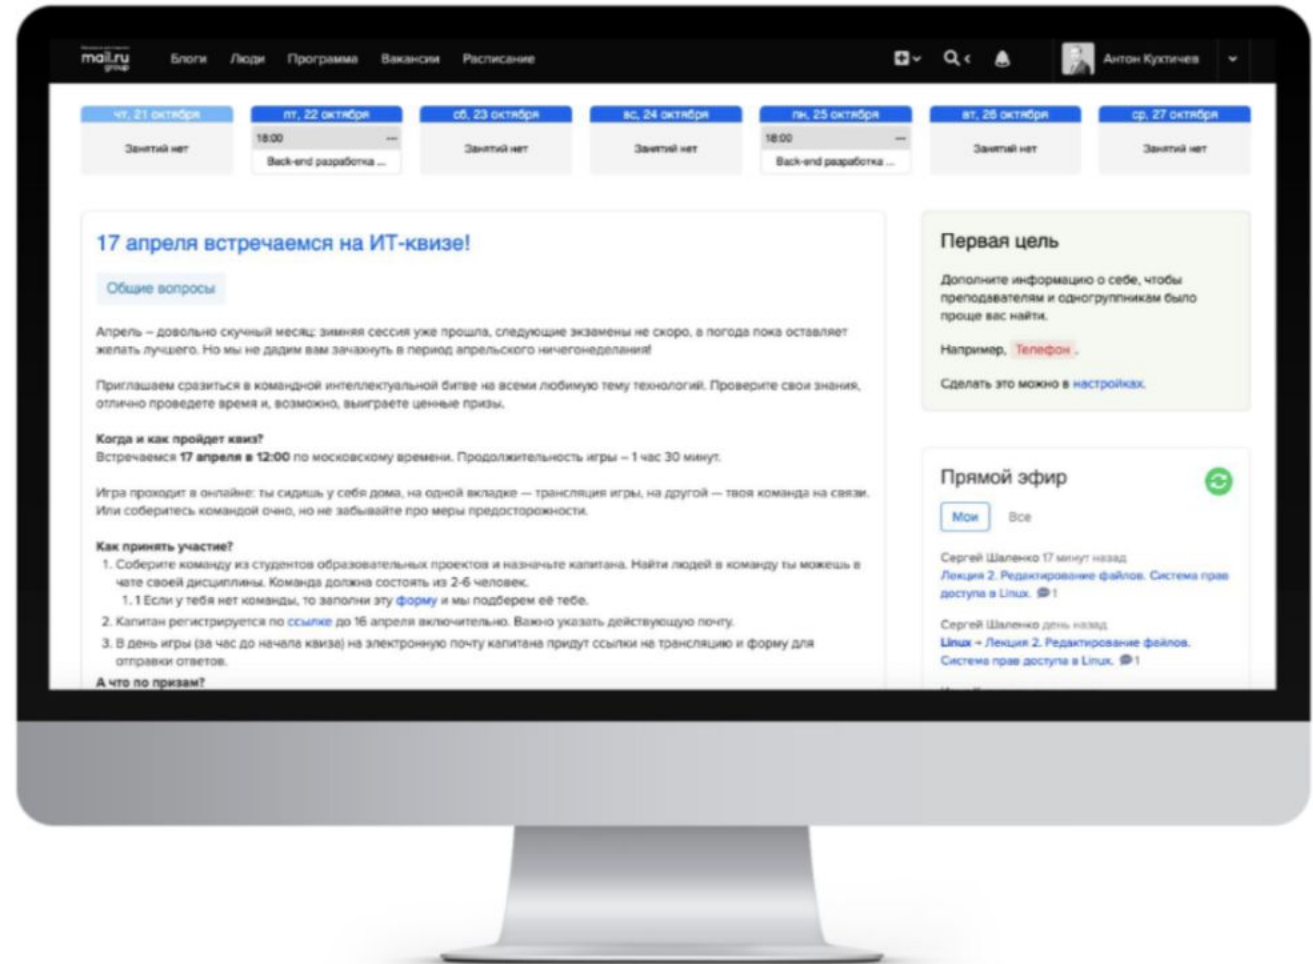 mail.ru
group
Блоги Люди Программа Вакансии Расписание Антон Кухтичев
чт, 21 октября
Занятий нет
пт, 22 октября
18:00
Back-end разработка ...
сб, 23 октября
Занятий нет
вс, 24 октября
Занятий нет
пн, 25 октября
18:00
Back-end разработка ...
вт, 26 октября
Занятий нет
ср, 27 октября
Занятий нет
17 апреля встречаемся на ИТ-квизе!
Общие вопросы
Апрель – довольно скучный месяц: зимняя сессия уже прошла, следующие экзамены не скоро, а погода пока оставляет
желать лучшего. Но мы не дадим вам зачахнуть в период апрельского ничегонеделания!
Приглашаем сразиться в командной интеллектуальной битве на всеми любимую тему технологий. Проверите свои знания,
отлично проведете время и, возможно, выиграете ценные призы.
Когда и как пройдет квиз?
Встречаемся 17 апреля в 12:00 по московскому времени. Продолжительность игры – 1 час 30 минут.
Игра проходит в онлайне: ты сидишь у себя дома, на одной вкладке — трансляция игры, на другой — твоя команда на связи.
Или соберитесь командой очно, но не забывайте про меры предосторожности.
Как принять участие?
1. Соберите команду из студентов образовательных проектов и назначьте капитана. Найти людей в команду ты можешь в
чате своей дисциплины. Команда должна состоять из 2-6 человек.
1. 1 Если у тебя нет команды, то заполни эту форму и мы подберем её тебе.
2. Капитан регистрируется по ссылке до 16 апреля включительно. Важно указать действующую почту.
3. В день игры (за час до начала квиза) на электронную почту капитана придут ссылки на трансляцию и форму для
отправки ответов.
А что по призам?
Первая цель
Дополните информацию о себе, чтобы
преподавателям и одногруппникам было
проще вас найти.
Например, Телефон .
Сделать это можно в настройках.
Прямой эфир
Мои Все
Сергей Шаленко 17 минут назад
Лекция 2. Редактирование файлов. Система прав
доступа в Linux. 1
Сергей Шаленко день назад
Linux → Лекция 2. Редактирование файлов.
Система прав доступа в Linux. 1